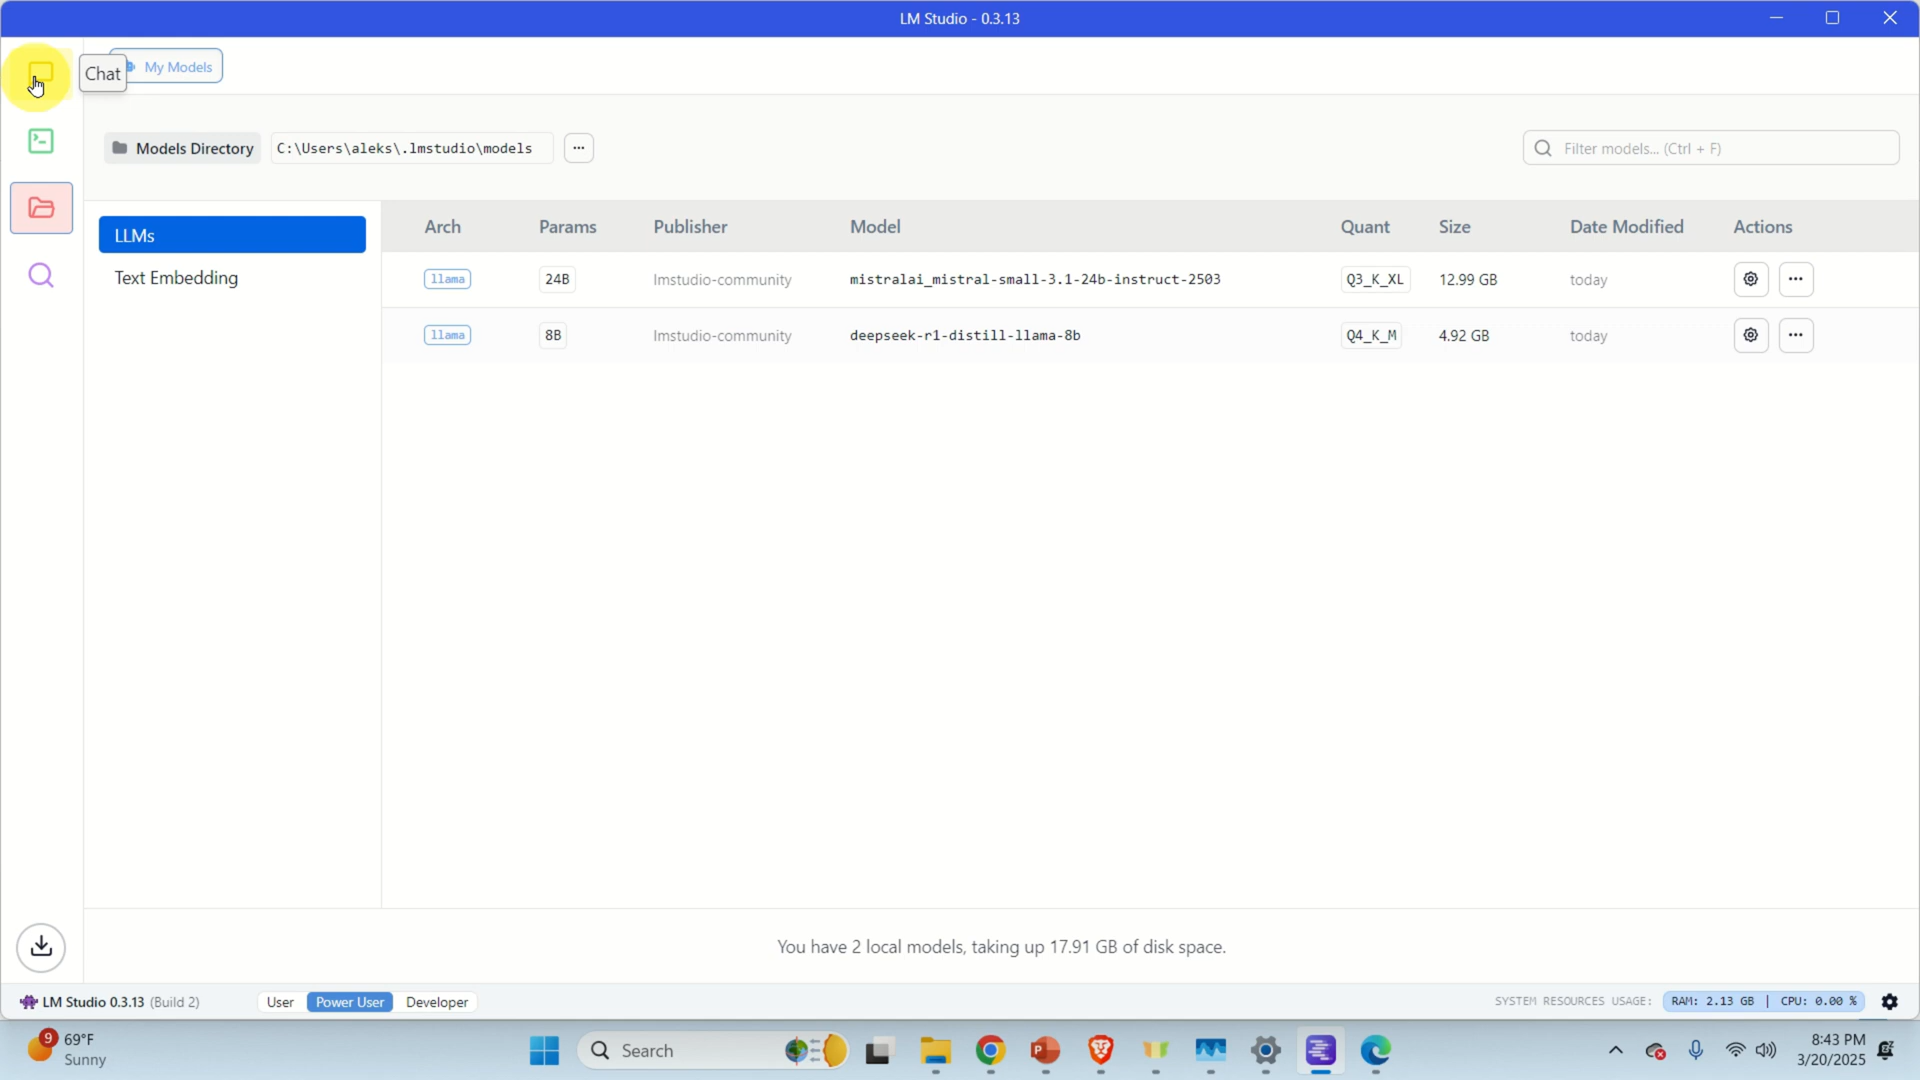 LM Studio - 0.3.13
Chat
My Models
Models Directory
C:\Users\aleks\.lmstudio\models
Filter models... (Ctrl + F)
LLMs
Text Embedding
Arch Params Publisher Model Quant Size Date Modified Actions
llama 24B lmstudio-community mistralai_mistral-small-3.1-24b-instruct-2503 Q3_K_XL 12.99 GB today
llama 8B lmstudio-community deepseek-r1-distill-llama-8b Q4_K_M 4.92 GB today
You have 2 local models, taking up 17.91 GB of disk space.
LM Studio 0.3.13 (Build 2) User Power User Developer SYSTEM RESOURCES USAGE: RAM: 2.13 GB | CPU: 0.00 %
9
69°F
Sunny
Search
8:43 PM
3/20/2025